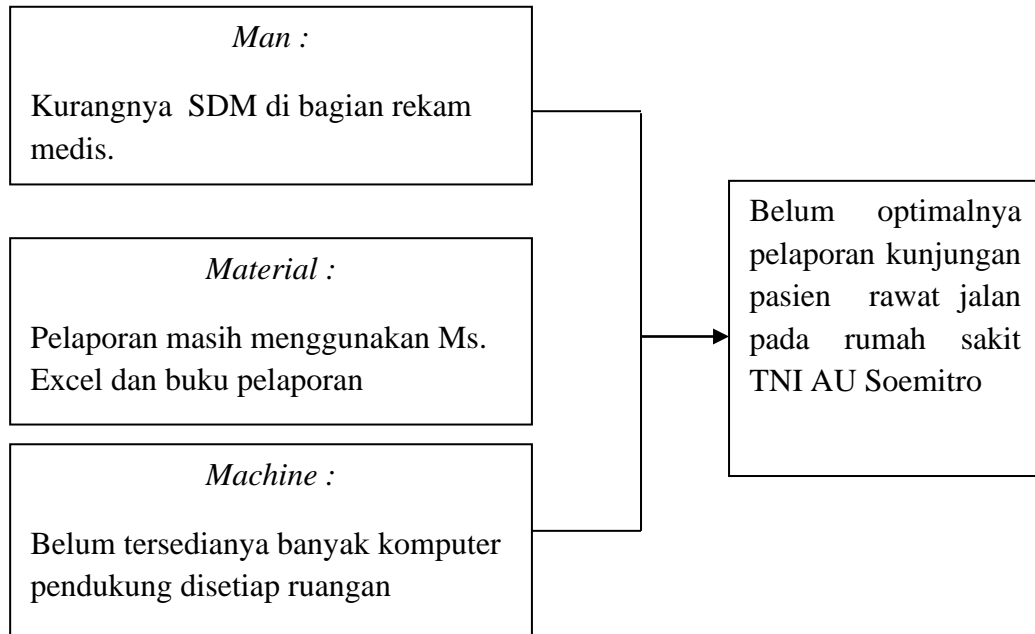 Man :
Kurangnya SDM di bagian rekam
medis.
Material :
Pelaporan masih menggunakan Ms.
Excel dan buku pelaporan
Machine :
Belum tersedianya banyak komputer
pendukung disetiap ruangan
Belum optimalnya
pelaporan kunjungan
pasien rawat jalan
pada rumah sakit
TNI AU Soemitro